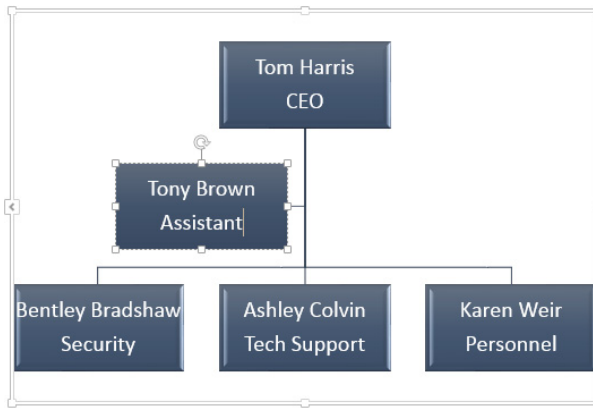 Tom Harris
CEO
Tony Brown
Assistant
Bentley Bradshaw
Security
Ashley Colvin
Tech Support
Karen Weir
Personnel